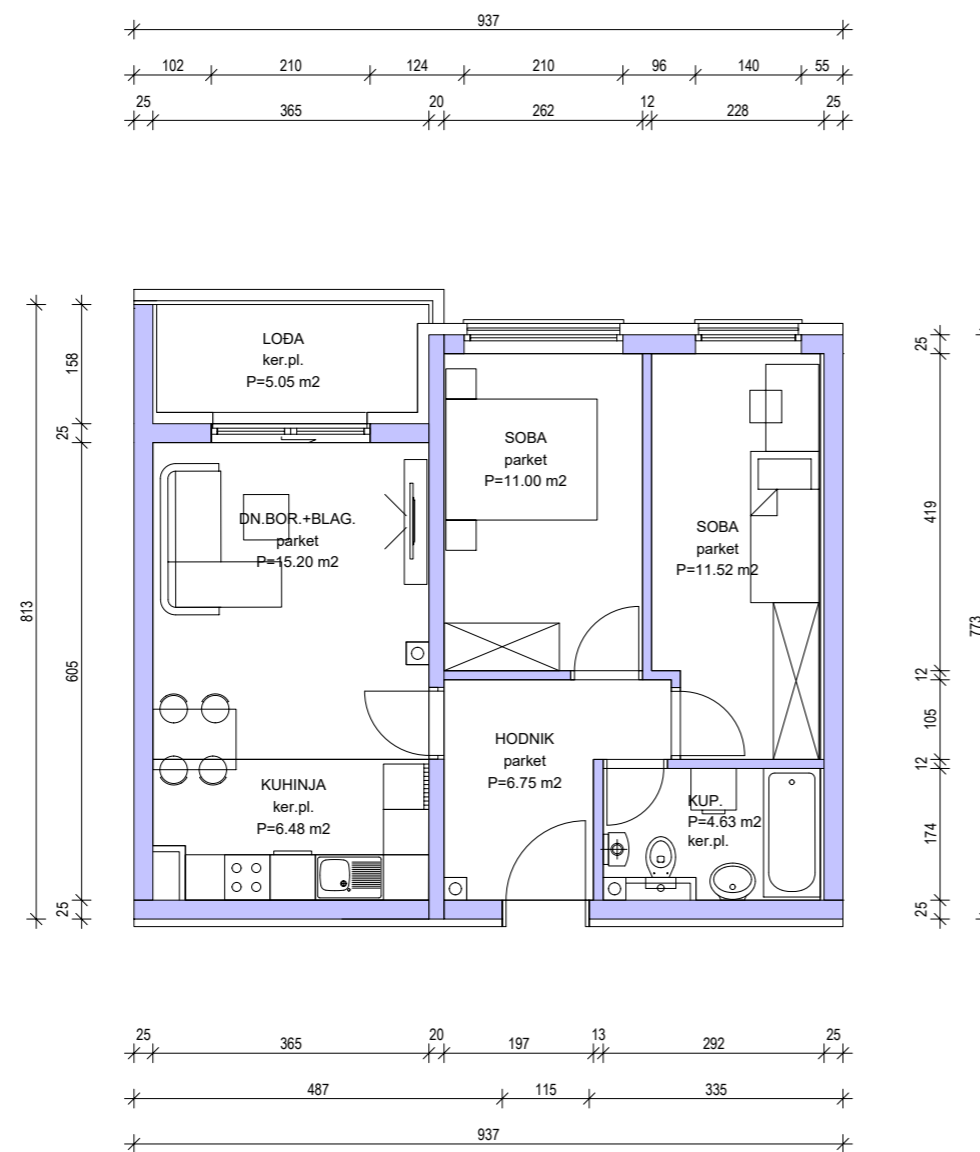 937
102 210 124 210 96 140 55
25 365 20 262 12 228 25
LOĐA
ker.pl.
P=5.05 m2
158
25
605
25
813
25
419
12
105
12
174
25
773
SOBA
parket
P=11.00 m2
DN.BOR.+BLAG.
parket
P=15.20 m2
SOBA
parket
P=11.52 m2
HODNIK
parket
P=6.75 m2
KUHINJA
ker.pl.
P=6.48 m2
KUP.
P=4.63 m2
ker.pl.
25 365 20 197 13 292 25
487 115 335
937